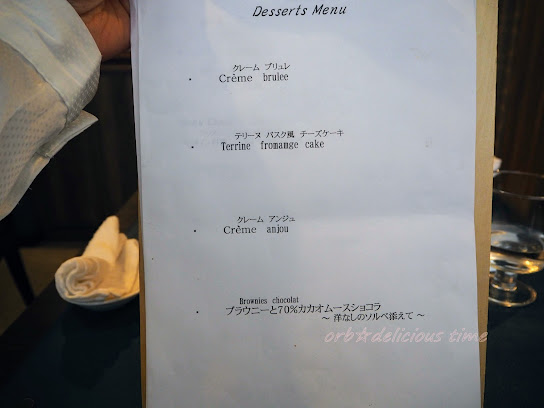 Desserts Menu
クレーム ブリュレ
・ Crème brulee
テリーヌ バスク風 チーズケーキ
・ Terrine fromamge cake
クレーム アンジュ
・ Crème anjou
Brownies chocolat
・ ブラウニーと70％カカオムースショコラ
～ 洋なしのソルベ添えて ～
orb☆delicious time